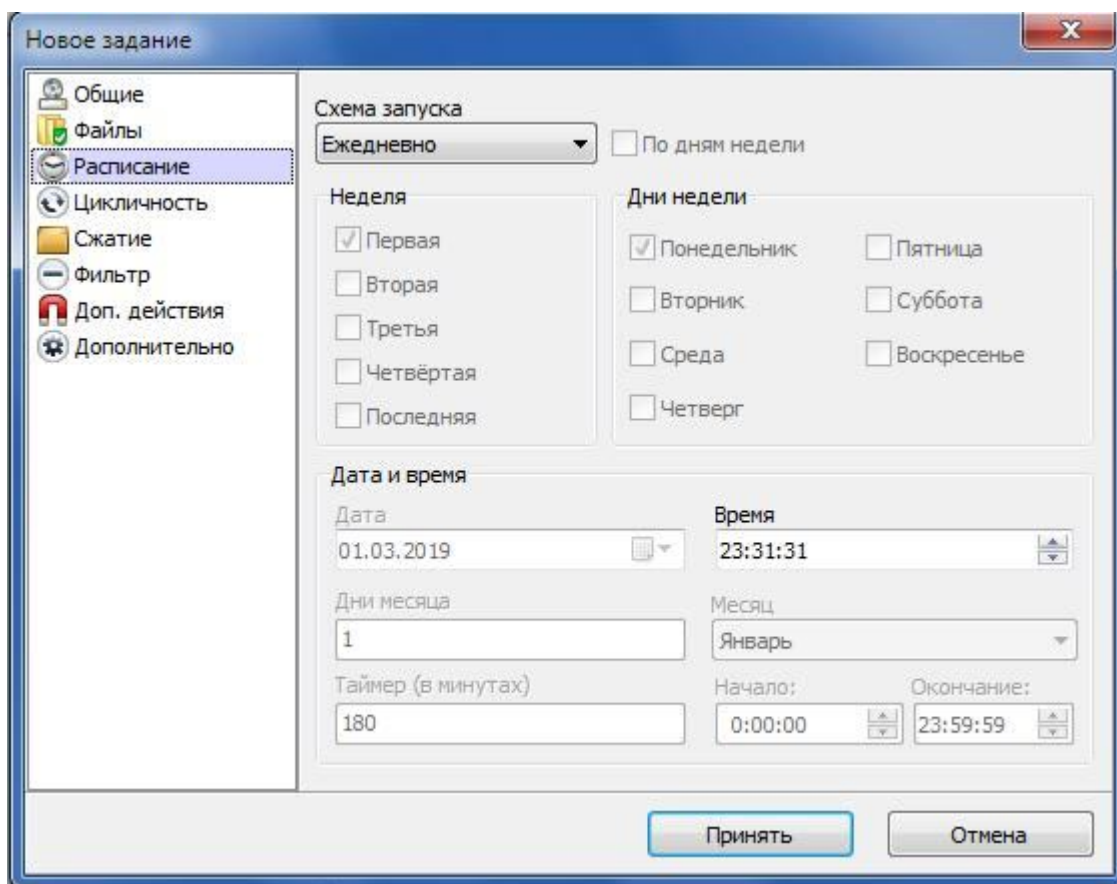 Новое задание
Общие
Файлы
Расписание
Цикличность
Сжатие
Фильтр
Доп. действия
Дополнительно
Схема запуска
Ежедневно
По дням недели
Неделя
Первая
Вторая
Третья
Четвёртая
Последняя
Дни недели
Понедельник
Вторник
Среда
Четверг
Пятница
Суббота
Воскресенье
Дата и время
Дата
01.03.2019
Время
23:31:31
Дни месяца
1
Месяц
Январь
Таймер (в минутах)
180
Начало:
0:00:00
Окончание:
23:59:59
Принять
Отмена